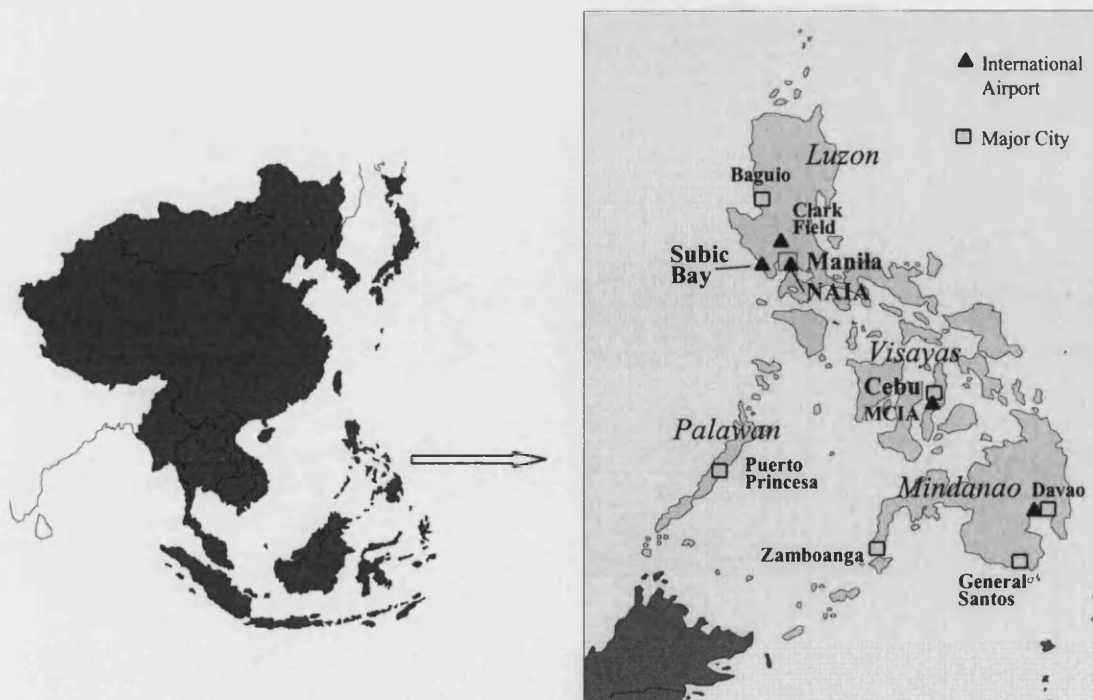 International
Airport
Major City
Luzon
Baguio
Clark
Field
Subic
Bay
Manila
NAIA
Visayas
Cebu
MCIA
Palawan
Puerto
Princesa
Mindanao
Davao
Zamboanga
General
Santos